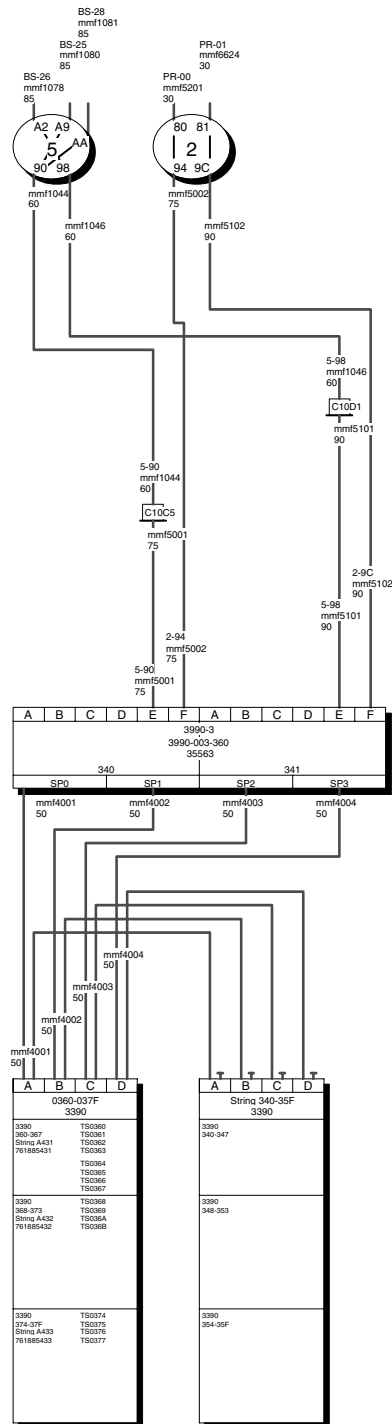 BS-28
mmf1081
85
BS-25
mmf1080
85
BS-26
mmf1078
85
PR-01
mmf6624
30
PR-00
mmf5201
30
A2 A9
AA
5
90 98
80 81
2
94 9C
mmf1044
60
mmf1046
60
mmf5002
75
mmf5102
90
5-98
mmf1046
60
C10D1
mmf5101
90
5-90
mmf1044
60
C10C5
mmf5001
75
2-9C
mmf5102
90
5-98
mmf5101
90
2-94
mmf5002
75
5-90
mmf5001
75
A B C D E F A B C D E F
3990-3
3990-003-360
35563
340 341
SP0 SP1 SP2 SP3
mmf4001
50
mmf4002
50
mmf4003
50
mmf4004
50
mmf4004
50
mmf4003
50
mmf4002
50
mmf4001
50
A B C D
0360-037F
3390
3390 TS0360
360-367 TS0361
String A431 TS0362
761885431 TS0363
TS0364
TS0365
TS0366
TS0367
3390 TS0368
368-373 TS0369
String A432 TS036A
761885432 TS036B
3390 TS0374
374-37F TS0375
String A433 TS0376
761885433 TS0377
A B C D
String 340-35F
3390
3390
340-347
3390
348-353
3390
354-35F